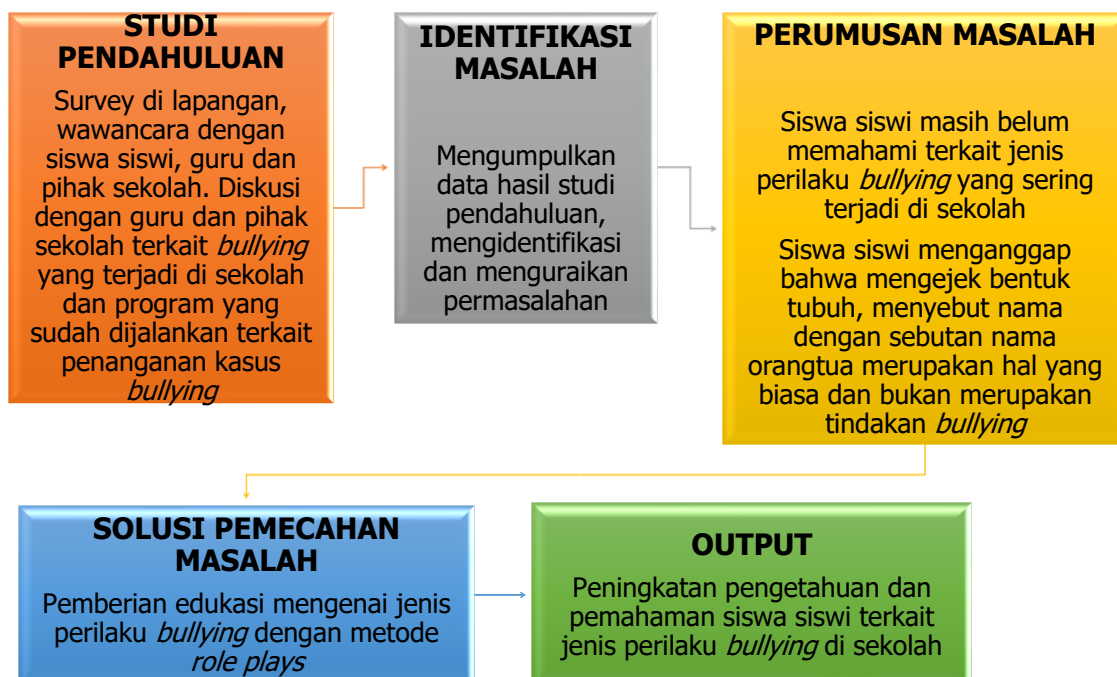 STUDI
PENDAHULUAN
Survey di lapangan,
wawancara dengan
siswa siswi, guru dan
pihak sekolah. Diskusi
dengan guru dan pihak
sekolah terkait bullying
yang terjadi di sekolah
dan program yang
sudah dijalankan terkait
penanganan kasus
bullying
IDENTIFIKASI
MASALAH
Mengumpulkan
data hasil studi
pendahuluan,
mengidentifikasi
dan menguraikan
permasalahan
PERUMUSAN MASALAH
Siswa siswi masih belum
memahami terkait jenis
perilaku bullying yang sering
terjadi di sekolah
Siswa siswi menganggap
bahwa mengejek bentuk
tubuh, menyebut nama
dengan sebutan nama
orangtua merupakan hal yang
biasa dan bukan merupakan
tindakan bullying
SOLUSI PEMECAHAN
MASALAH
Pemberian edukasi mengenai jenis
perilaku bullying dengan metode
role plays
OUTPUT
Peningkatan pengetahuan dan
pemahaman siswa siswi terkait
jenis perilaku bullying di sekolah